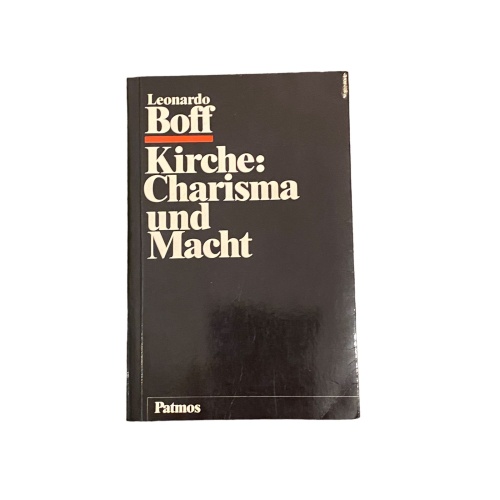 Leonardo
Boff
Kirche:
Charisma
und
Macht
Patmos